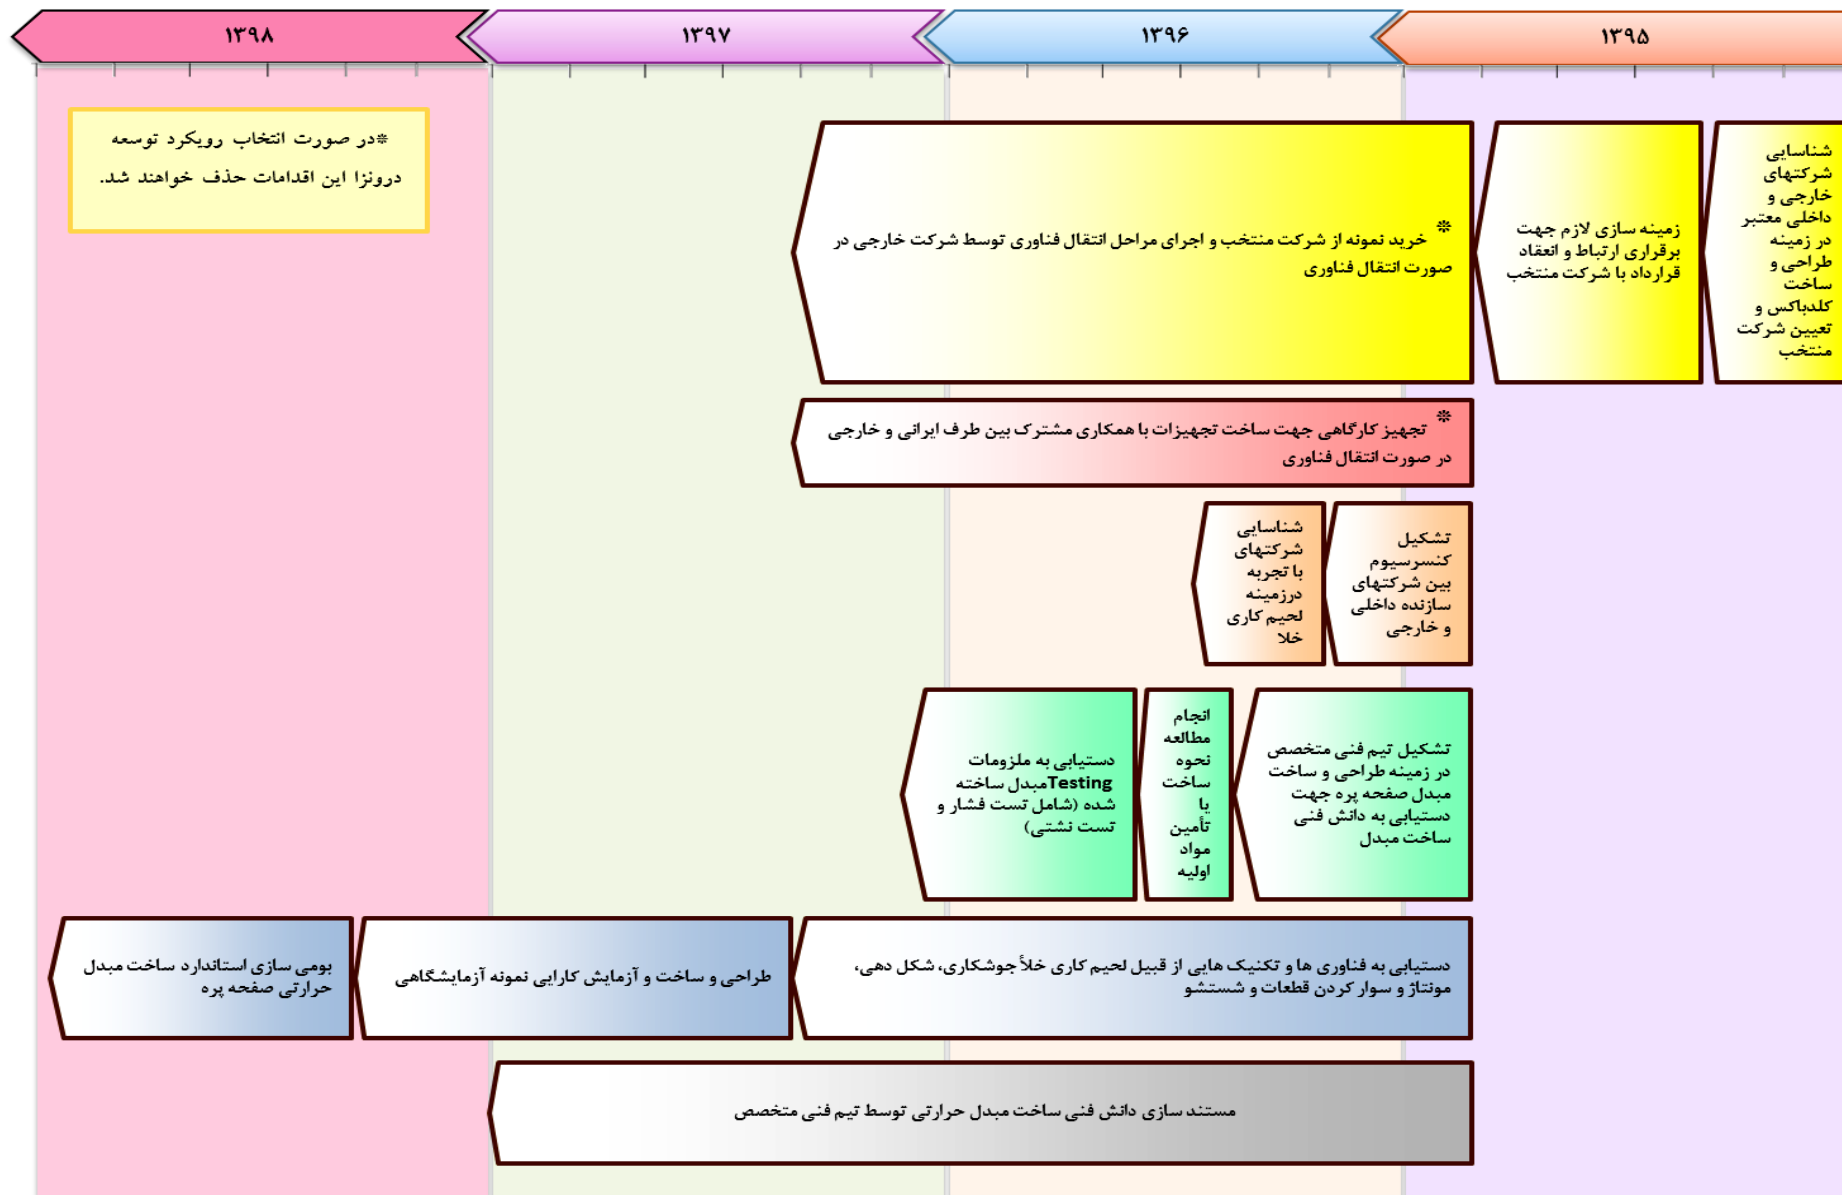 ۱۳۹۵
۱۳۹۶
۱۳۹۷
۱۳۹۸
شناسایی
شرکتهای
خارجی و
داخلی معتبر
در زمینه
طراحی و
ساخت
کلدباکس و
تعیین شرکت
منتخب
زمینه سازی لازم جهت
برقراری ارتباط و انعقاد
قرارداد با شرکت منتخب
* خرید نمونه از شرکت منتخب و اجرای مراحل انتقال فناوری توسط شرکت خارجی در
صورت انتقال فناوری
*در صورت انتخاب رویکرد توسعه
درونزا این اقدامات حذف خواهند شد.
* تجهیز کارگاهی جهت ساخت تجهیزات با همکاری مشترک بین طرف ایرانی و خارجی
در صورت انتقال فناوری
تشکیل
کنسرسیوم
بین شرکتهای
سازنده داخلی
و خارجی
شناسایی
شرکتهای
با تجربه
درزمینه
لحیم کاری
خلا
تشکیل تیم فنی متخصص
در زمینه طراحی و ساخت
مبدل صفحه پره جهت
دستیابی به دانش فنی
ساخت مبدل
انجام
مطالعه
نحوه
ساخت
یا
تأمین
مواد
اولیه
دستیابی به ملزومات
Testingمبدل ساخته
شده (شامل تست فشار و
تست نشتی)
دستیابی به فناوری ها و تکنیک هایی از قبیل لحیم کاری خلأ جوشکاری، شکل دهی،
مونتاژ و سوار کردن قطعات و شستشو
طراحی و ساخت و آزمایش کارایی نمونه آزمایشگاهی
بومی سازی استاندارد ساخت مبدل
حرارتی صفحه پره
مستند سازی دانش فنی ساخت مبدل حرارتی توسط تیم فنی متخصص